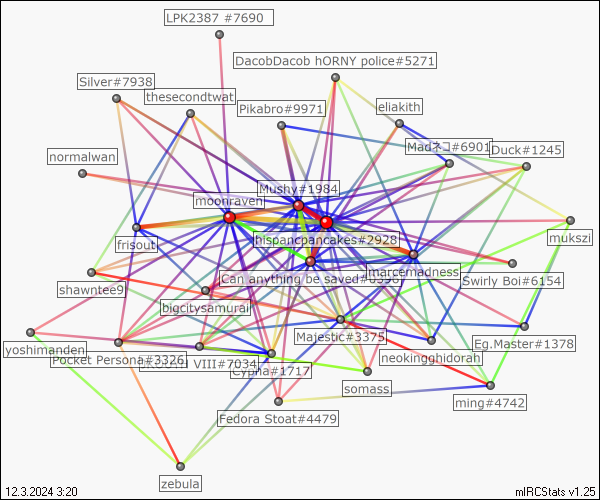 LPK2387 #7690
DacobDacob hORNY police#5271
Silver#7938
thesecondtwat
Pikabro#9971
eliakith
Madネコ#6901
Duck#1245
normalwan
Mushy#1984
moonraven
mukszi
frisout
hispancpancakes#2928
marcemadness
Can anything be saved#0396
Swirly Boi#6154
shawntee9
bigcitysamurai
Majestic#3375
Eg.Master#1378
yoshimanden
Pocket Persona#3326
VIII#7034
Cypha#1717
neokingghidorah
somass
ming#4742
Fedora Stoat#4479
zebula
12.3.2024 3:20
mIRCStats v1.25